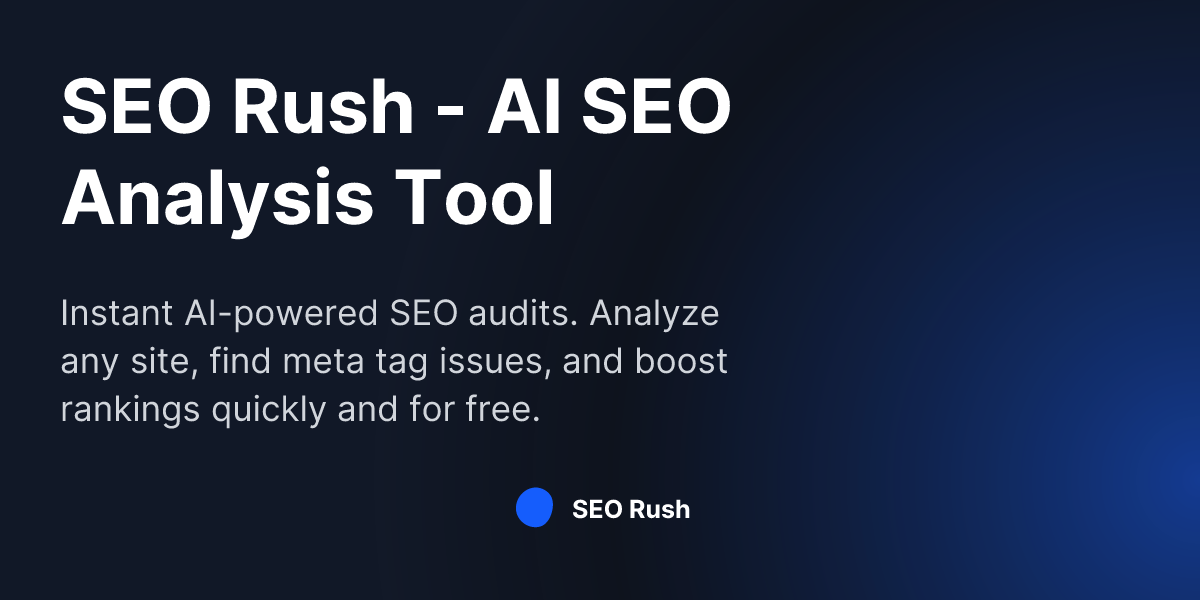 SEO Rush - AI SEO
Analysis Tool
Instant AI-powered SEO audits. Analyze
any site, find meta tag issues, and boost
rankings quickly and for free.
SEO Rush